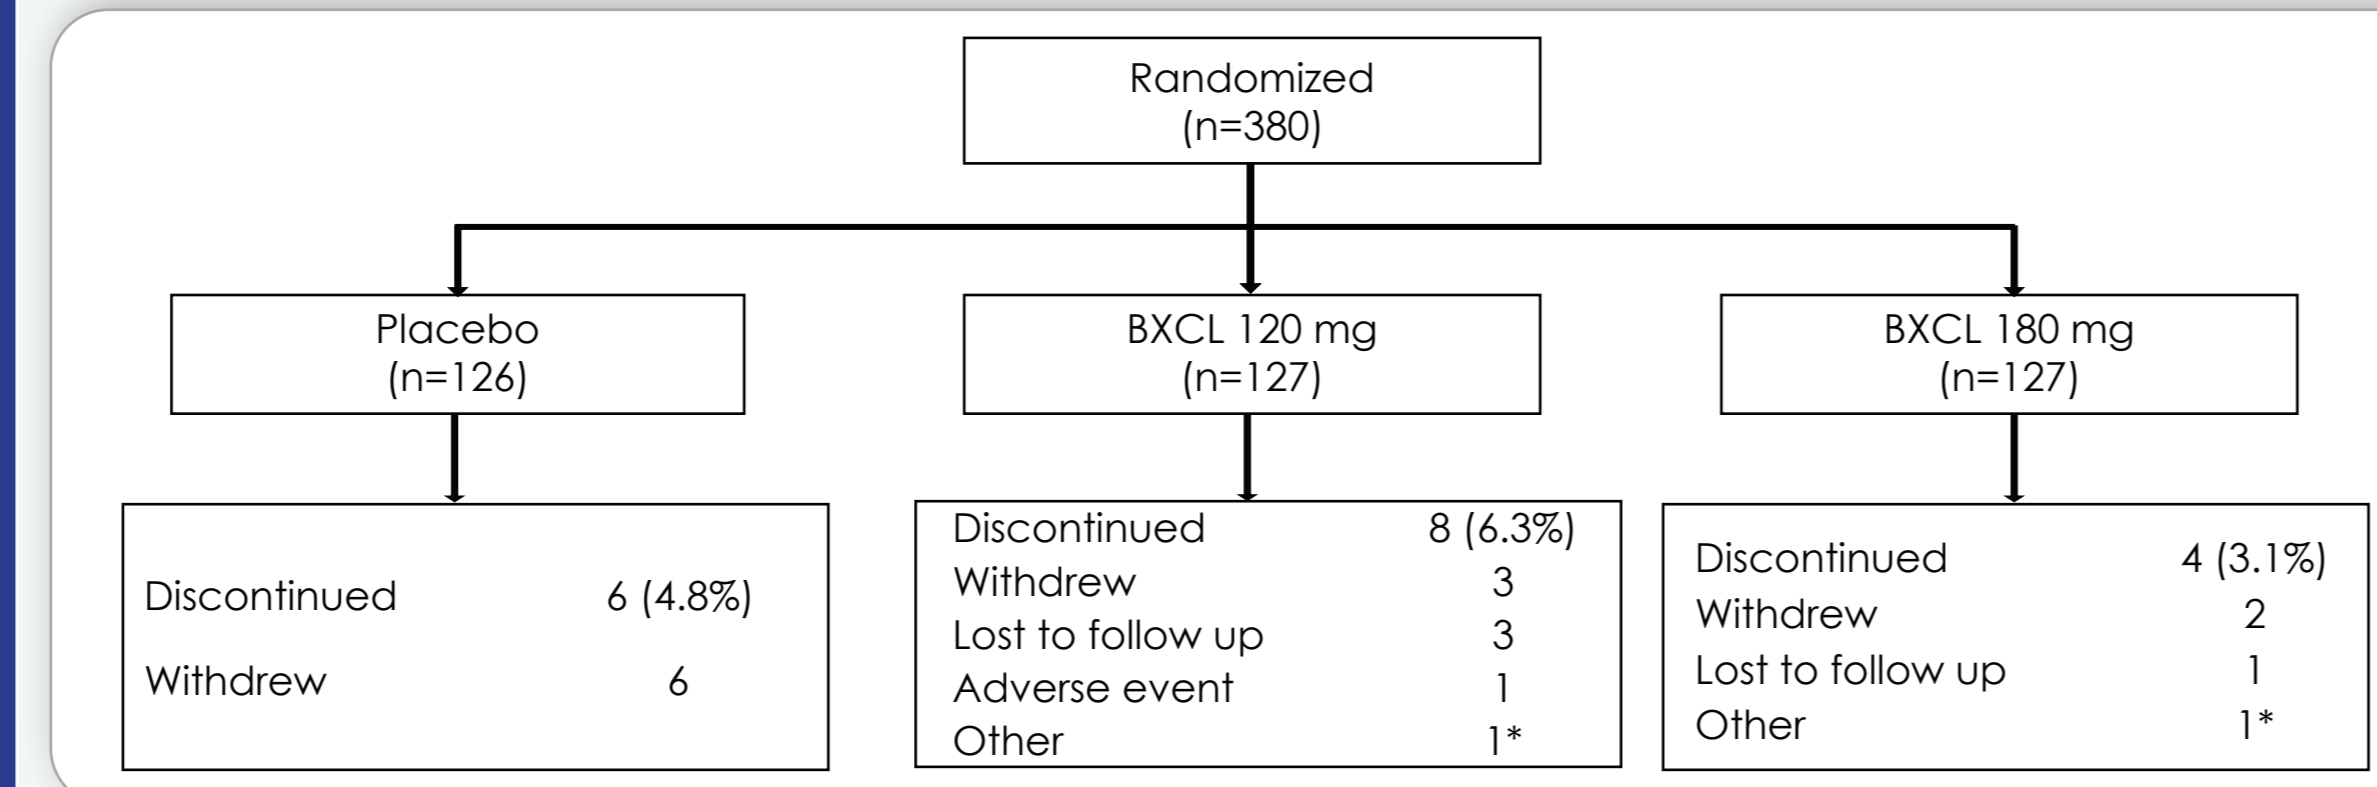 Randomized
(n=380)
Placebo
(n=126)
BXCL 120 mg
(n=127)
BXCL 180 mg
(n=127)
Discontinued 6 (4.8%)
Withdrew 6
Discontinued 8 (6.3%)
Withdrew 3
Lost to follow up 3
Adverse event 1
Other 1*
Discontinued 4 (3.1%)
Withdrew 2
Lost to follow up 1
Other 1*